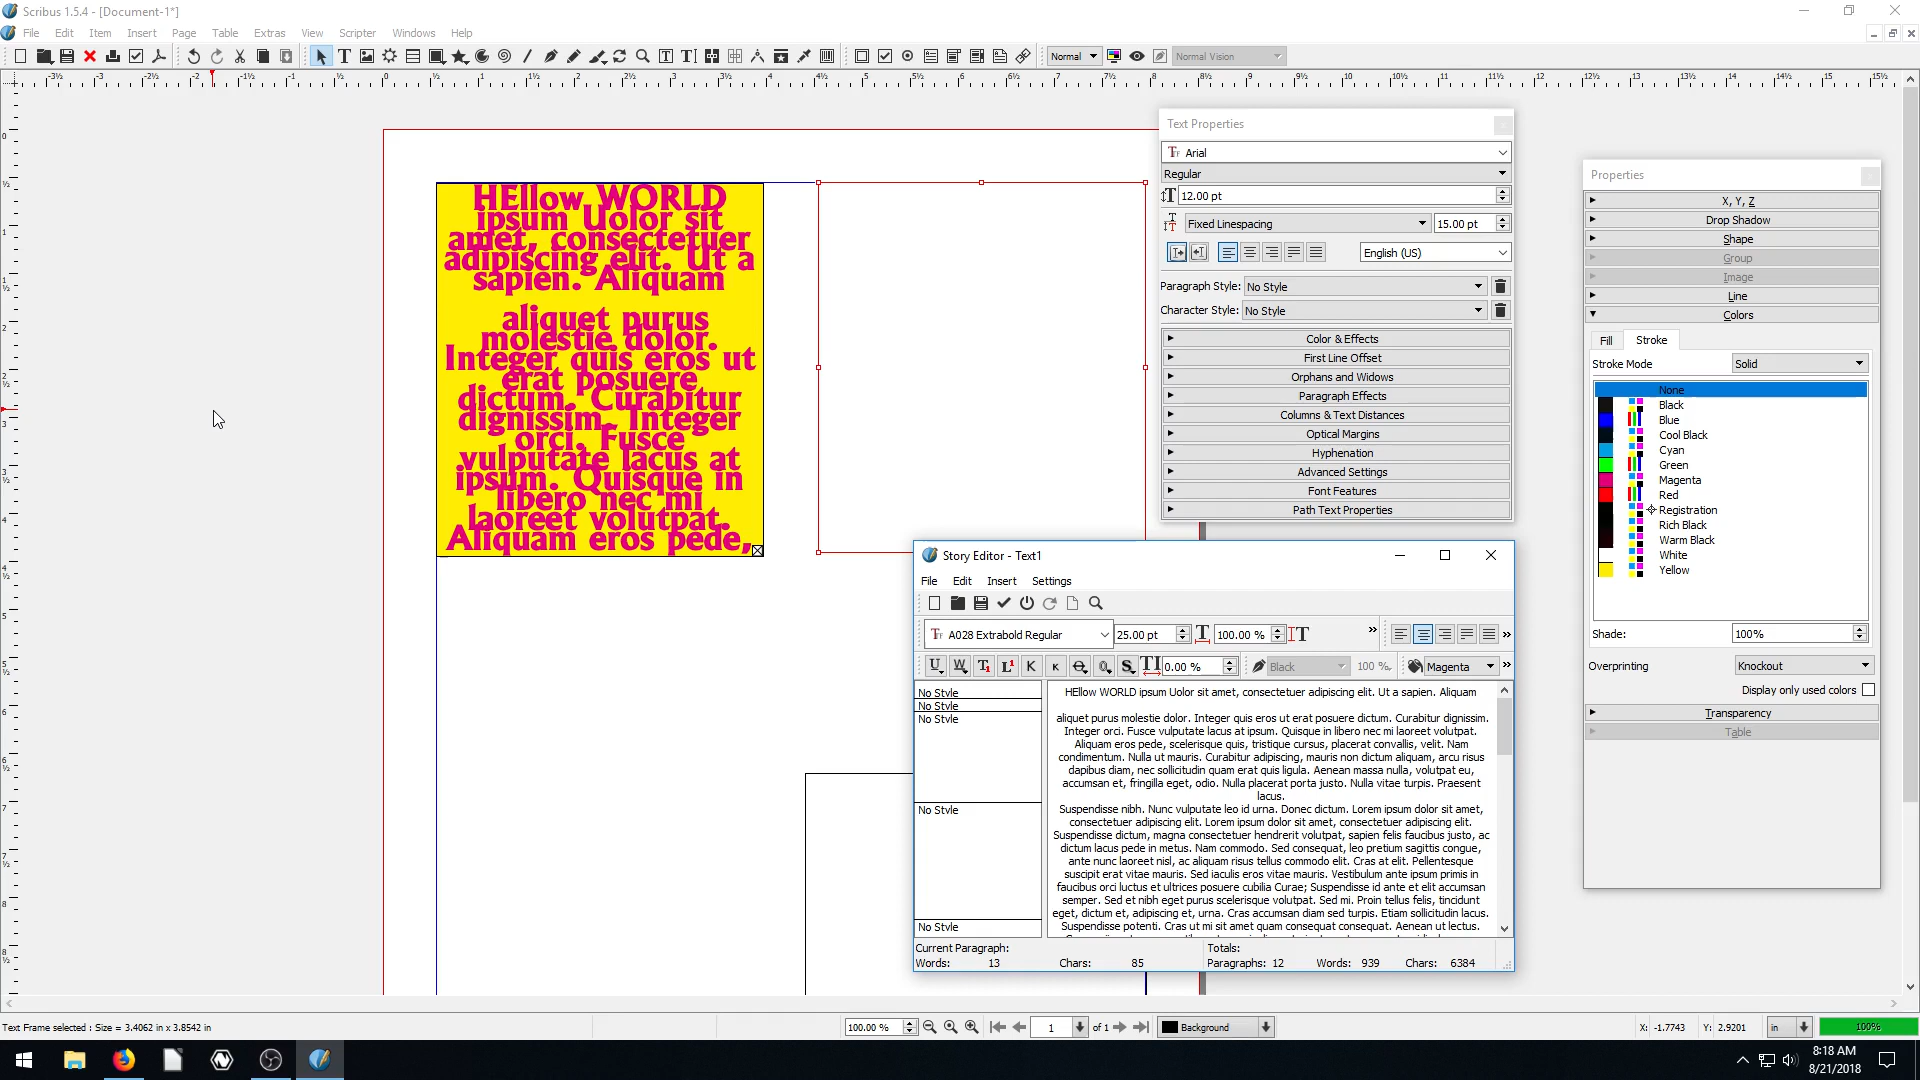 Scribus 1.5.4 - [Document-1*]
File Edit Item Insert Page Table Extras View Scripter Windows Help
Normal Normal Vision
HEllow WORLD
ipsum Uolor sit
amet, consectetuer
adipiscing elit. Ut a
sapien. Aliquam
aliquet purus
molestie dolor.
Integer quis eros ut
erat posuere
dictum. Curabitur
dignissim. Integer
orci. Fusce
vulputate lacus at
ipsum. Quisque in
libero nec mi
laoreet volutpat.
Aliquam eros pede,
Text Properties
Arial
Regular
12.00 pt
Fixed Linespacing 15.00 pt
English (US)
Paragraph Style: No Style
Character Style: No Style
Color & Effects
First Line Offset
Orphans and Widows
Paragraph Effects
Columns & Text Distances
Optical Margins
Hyphenation
Advanced Settings
Font Features
Path Text Properties
Properties
X, Y, Z
Drop Shadow
Shape
Group
Image
Line
Colors
Fill Stroke
Stroke Mode Solid
None
Black
Blue
Cool Black
Cyan
Green
Magenta
Red
Registration
Rich Black
Warm Black
White
Yellow
Shade: 100%
Overprinting Knockout
Display only used colors
Transparency
Table
Story Editor - Text1
File Edit Insert Settings
A028 Extrabold Regular 25.00 pt 100.00 %
0.00 % Black 100 % Magenta
No Style
No Style
No Style
No Style
No Style
HEllow WORLD ipsum Uolor sit amet, consectetuer adipiscing elit. Ut a sapien. Aliquam
aliquet purus molestie dolor. Integer quis eros ut erat posuere dictum. Curabitur dignissim.
Integer orci. Fusce vulputate lacus at ipsum. Quisque in libero nec mi laoreet volutpat.
Aliquam eros pede, scelerisque quis, tristique cursus, placerat convallis, velit. Nam
condimentum. Nulla ut mauris. Curabitur adipiscing, mauris non dictum aliquam, arcu risus
dapibus diam, nec sollicitudin quam erat quis ligula. Aenean massa nulla, volutpat eu,
accumsan et, fringilla eget, odio. Nulla placerat porta justo. Nulla vitae turpis. Praesent
lacus.
Suspendisse nibh. Nunc vulputate leo id urna. Donec dictum. Lorem ipsum dolor sit amet,
consectetuer adipiscing elit. Lorem ipsum dolor sit amet, consectetuer adipiscing elit.
Suspendisse dictum, magna consectetuer hendrerit volutpat, sapien felis faucibus justo, ac
dictum lacus pede in metus. Nam commodo. Sed consequat, leo pretium sagittis congue,
ante nunc laoreet nisl, ac aliquam risus tellus commodo elit. Cras at elit. Pellentesque
suscipit erat vitae mauris. Sed iaculis eros vitae mauris. Vestibulum ante ipsum primis in
faucibus orci luctus et ultrices posuere cubilia Curae; Suspendisse id ante et elit accumsan
semper. Sed et nibh eget purus scelerisque volutpat. Sed mi. Proin tellus felis, tincidunt
eget, dictum et, adipiscing et, urna. Cras accumsan diam sed turpis. Etiam sollicitudin lacus.
Suspendisse potenti. Cras ut mi sit amet quam consequat consequat. Aenean ut lectus.
Current Paragraph: Totals:
Words: 13 Chars: 85 Paragraphs: 12 Words: 939 Chars: 6384
Text Frame selected : Size = 3.4062 in x 3.8542 in
100.00 % 1 of 1 Background X: -1.7743 Y: 2.9201 in 100%
8:18 AM
8/21/2018